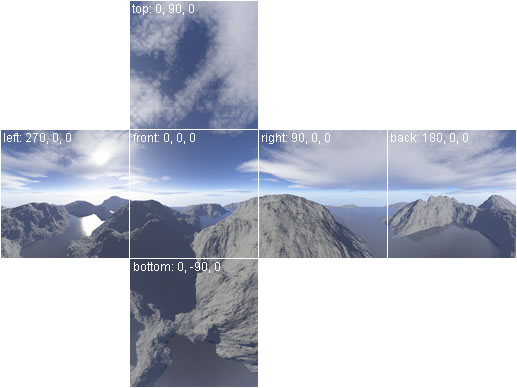 top: 0, 90, 0
left: 270, 0, 0
front: 0, 0, 0
right: 90, 0, 0
back: 180, 0, 0
bottom: 0, -90, 0